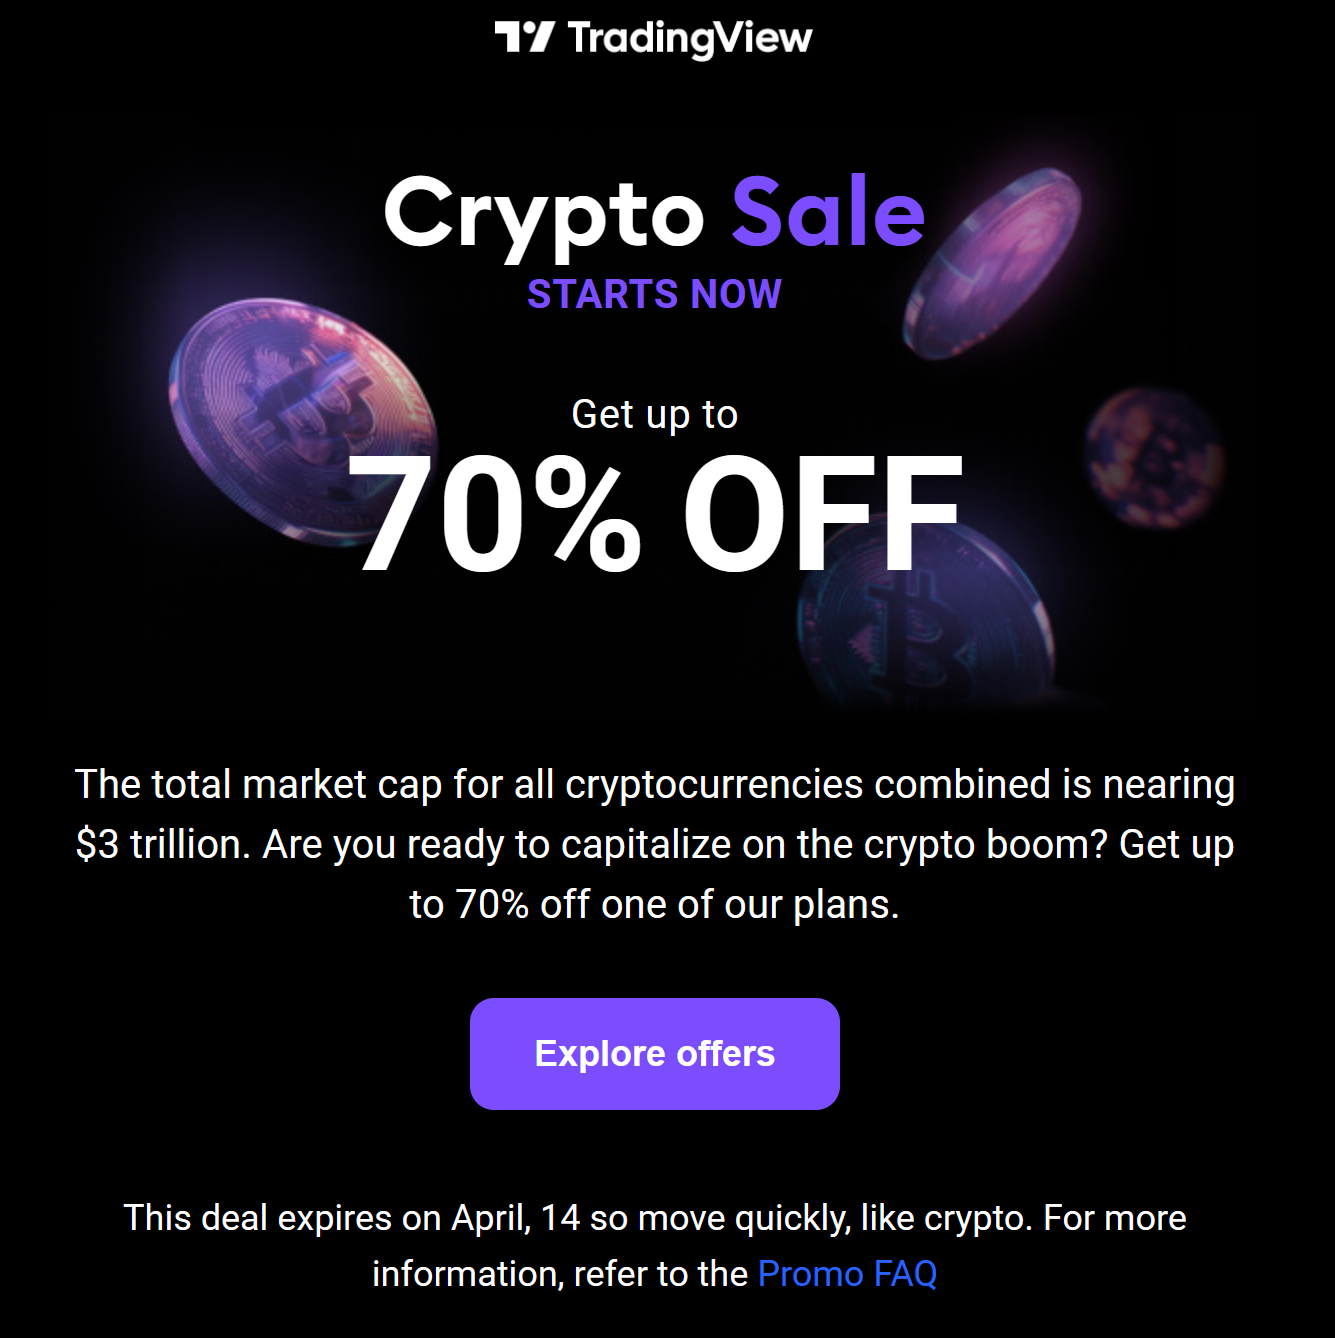 TradingView
Crypto Sale
STARTS NOW
Get up to
70% OFF
The total market cap for all cryptocurrencies combined is nearing
$3 trillion. Are you ready to capitalize on the crypto boom? Get up
to 70% off one of our plans.
Explore offers
This deal expires on April, 14 so move quickly, like crypto. For more
information, refer to the Promo FAQ